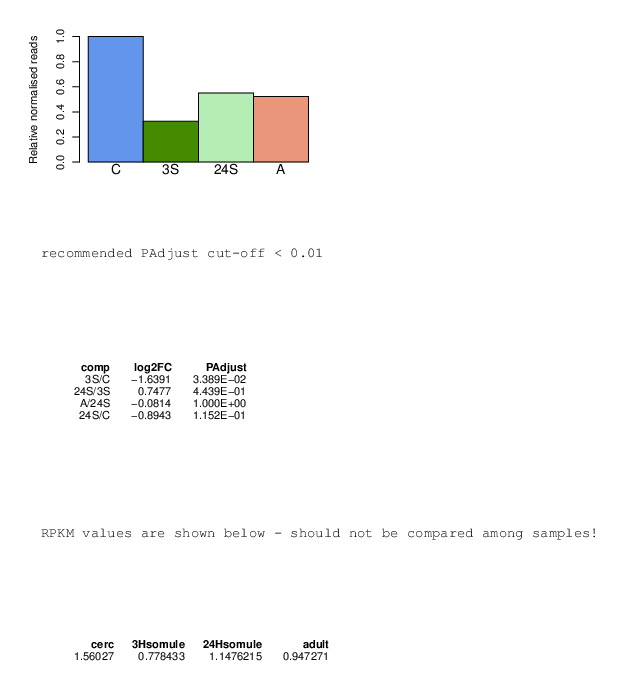 Relative normalised reads
1.0
0.8
0.6
0.4
0.2
0.0
C 3S 24S A
recommended PAdjust cut-off < 0.01
comp log2FC PAdjust
3S/C −1.6391 3.389E−02
24S/3S 0.7477 4.439E−01
A/24S −0.0814 1.000E+00
24S/C −0.8943 1.152E−01
RPKM values are shown below - should not be compared among samples!
cerc 3Hsomule 24Hsomule adult
1.56027 0.778433 1.1476215 0.947271